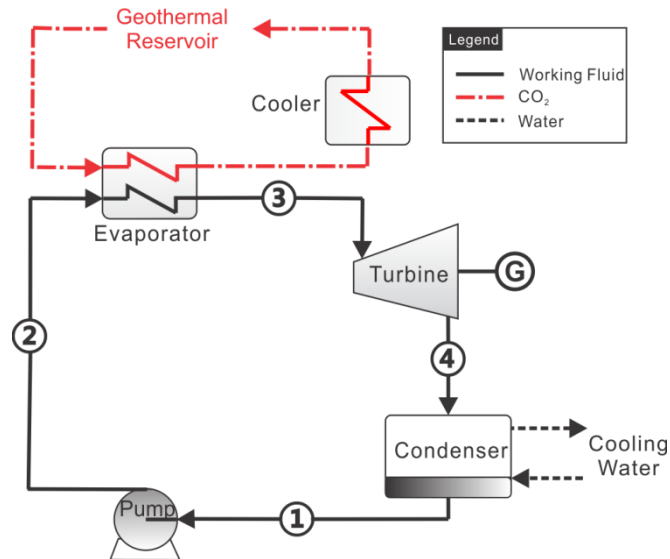 Geothermal
Reservoir
Legend
Working Fluid
CO₂
Water
Cooler
Evaporator
3
Turbine
G
2
4
Condenser
Cooling
Water
Pump
1